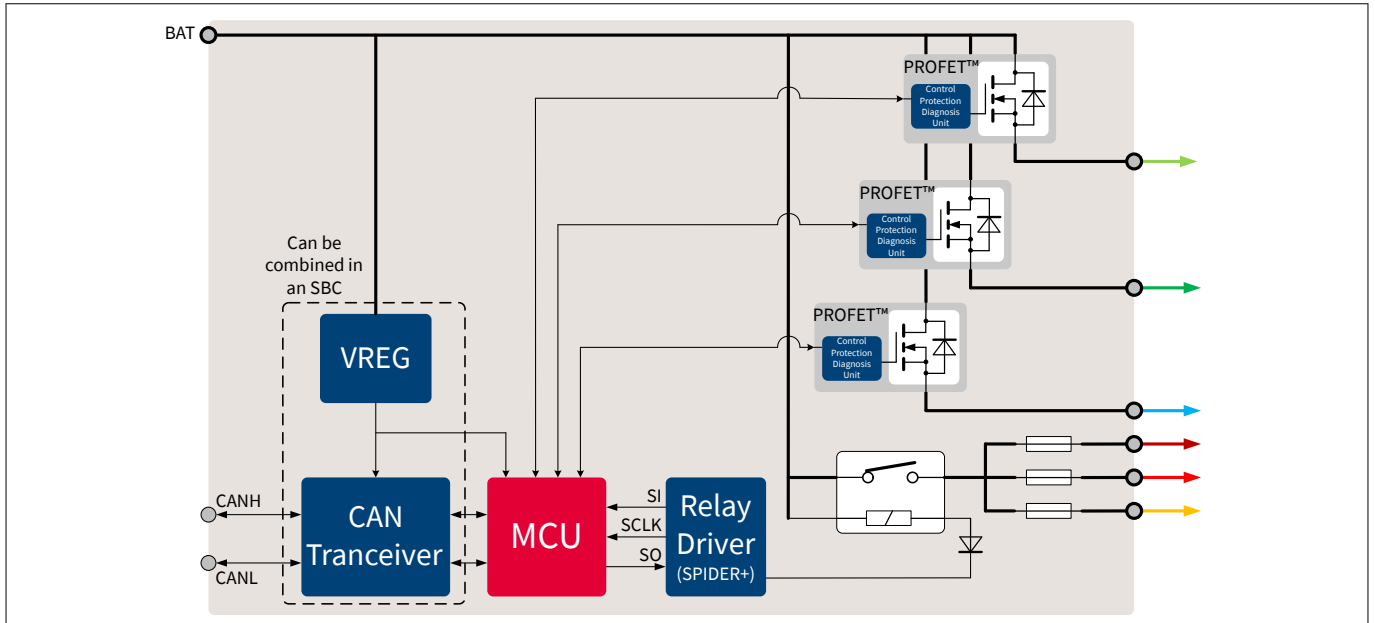 BAT
PROFET™
Control
Protection
Diagnosis
Unit
PROFET™
Control
Protection
Diagnosis
Unit
Can be
combined in
an SBC
PROFET™
Control
Protection
Diagnosis
Unit
VREG
CANH
CANL
CAN
Tranceiver
MCU
SI
SCLK
SO
Relay
Driver
(SPIDER+)